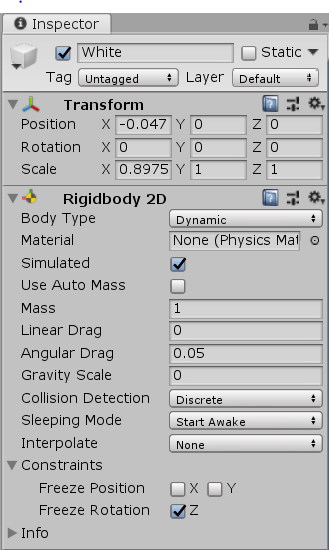 Inspector
White Static
Tag Untagged Layer Default
Transform
Position X -0.047 Y 0 Z 0
Rotation X 0 Y 0 Z 0
Scale X 0.8975 Y 1 Z 1
Rigidbody 2D
Body Type Dynamic
Material None (Physics Mat
Simulated
Use Auto Mass
Mass 1
Linear Drag 0
Angular Drag 0.05
Gravity Scale 0
Collision Detection Discrete
Sleeping Mode Start Awake
Interpolate None
Constraints
Freeze Position X Y
Freeze Rotation Z
Info